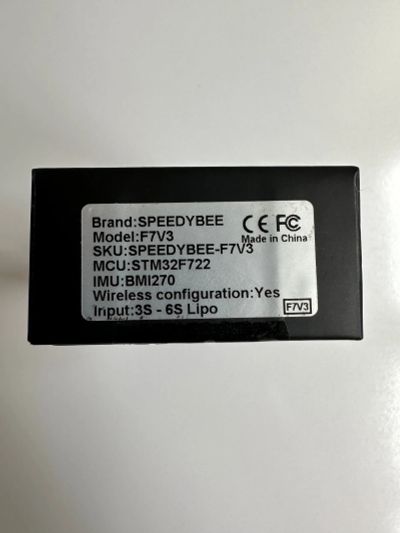 Brand:SPEEDYBEE
Model:F7V3
SKU:SPEEDYBEE-F7V3
MCU:STM32F722
IMU:BMI270
Wireless configuration:Yes
Input:3S - 6S Lipo
CE FC
Made in China
F7V3